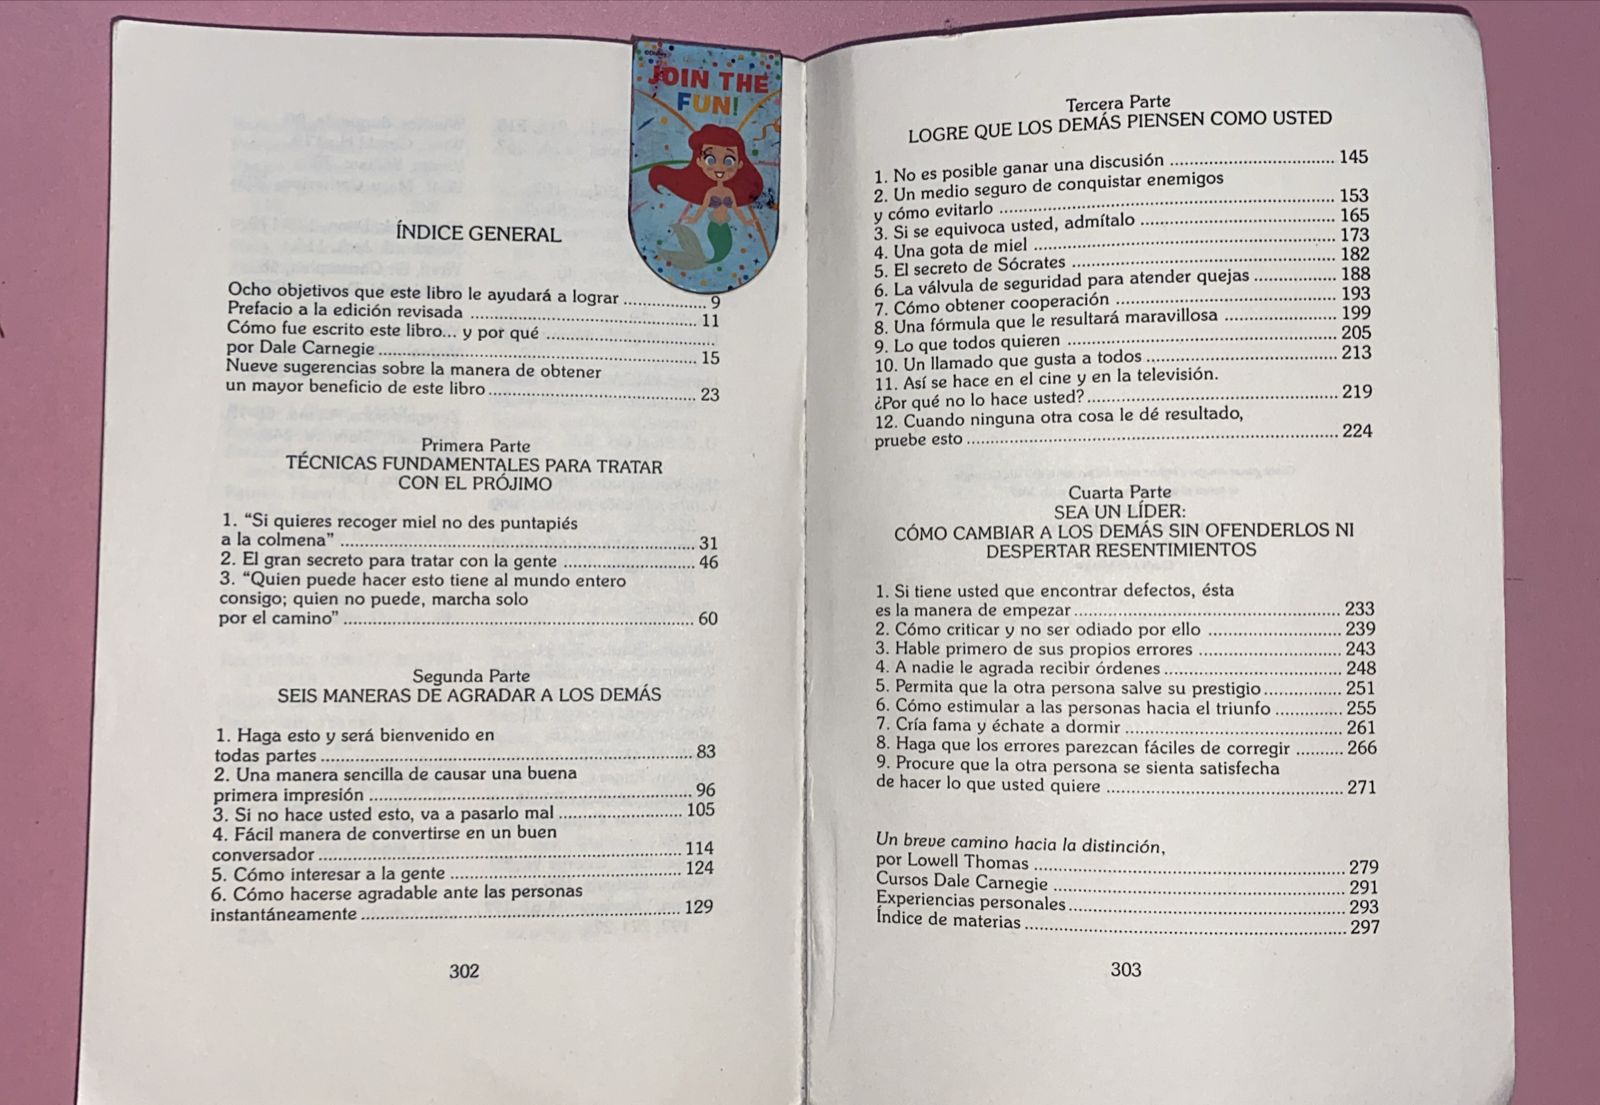 ©Disney
JOIN THE
FUN!
ÍNDICE GENERAL
Ocho objetivos que este libro le ayudará a lograr .................. 9
Prefacio a la edición revisada .................. 11
Cómo fue escrito este libro... y por qué ..................
por Dale Carnegie .................. 15
Nueve sugerencias sobre la manera de obtener
un mayor beneficio de este libro .................. 23
Primera Parte
TÉCNICAS FUNDAMENTALES PARA TRATAR
CON EL PRÓJIMO
1. “Si quieres recoger miel no des puntapiés
a la colmena” .................. 31
2. El gran secreto para tratar con la gente .................. 46
3. “Quien puede hacer esto tiene al mundo entero
consigo; quien no puede, marcha solo
por el camino” .................. 60
Segunda Parte
SEIS MANERAS DE AGRADAR A LOS DEMÁS
1. Haga esto y será bienvenido en
todas partes .................. 83
2. Una manera sencilla de causar una buena
primera impresión .................. 96
3. Si no hace usted esto, va a pasarlo mal .................. 105
4. Fácil manera de convertirse en un buen
conversador .................. 114
5. Cómo interesar a la gente .................. 124
6. Cómo hacerse agradable ante las personas
instantáneamente .................. 129
302
Tercera Parte
LOGRE QUE LOS DEMÁS PIENSEN COMO USTED
1. No es posible ganar una discusión .................. 145
2. Un medio seguro de conquistar enemigos
y cómo evitarlo .................. 153
3. Si se equivoca usted, admítalo .................. 165
4. Una gota de miel .................. 173
5. El secreto de Sócrates .................. 182
6. La válvula de seguridad para atender quejas .................. 188
7. Cómo obtener cooperación .................. 193
8. Una fórmula que le resultará maravillosa .................. 199
9. Lo que todos quieren .................. 205
10. Un llamado que gusta a todos .................. 213
11. Así se hace en el cine y en la televisión.
¿Por qué no lo hace usted? .................. 219
12. Cuando ninguna otra cosa le dé resultado,
pruebe esto .................. 224
Cuarta Parte
SEA UN LÍDER:
CÓMO CAMBIAR A LOS DEMÁS SIN OFENDERLOS NI
DESPERTAR RESENTIMIENTOS
1. Si tiene usted que encontrar defectos, ésta
es la manera de empezar .................. 233
2. Cómo criticar y no ser odiado por ello .................. 239
3. Hable primero de sus propios errores .................. 243
4. A nadie le agrada recibir órdenes .................. 248
5. Permita que la otra persona salve su prestigio .................. 251
6. Cómo estimular a las personas hacia el triunfo .................. 255
7. Cría fama y échate a dormir .................. 261
8. Haga que los errores parezcan fáciles de corregir .................. 266
9. Procure que la otra persona se sienta satisfecha
de hacer lo que usted quiere .................. 271
Un breve camino hacia la distinción,
por Lowell Thomas .................. 279
Cursos Dale Carnegie .................. 291
Experiencias personales .................. 293
Índice de materias .................. 297
303